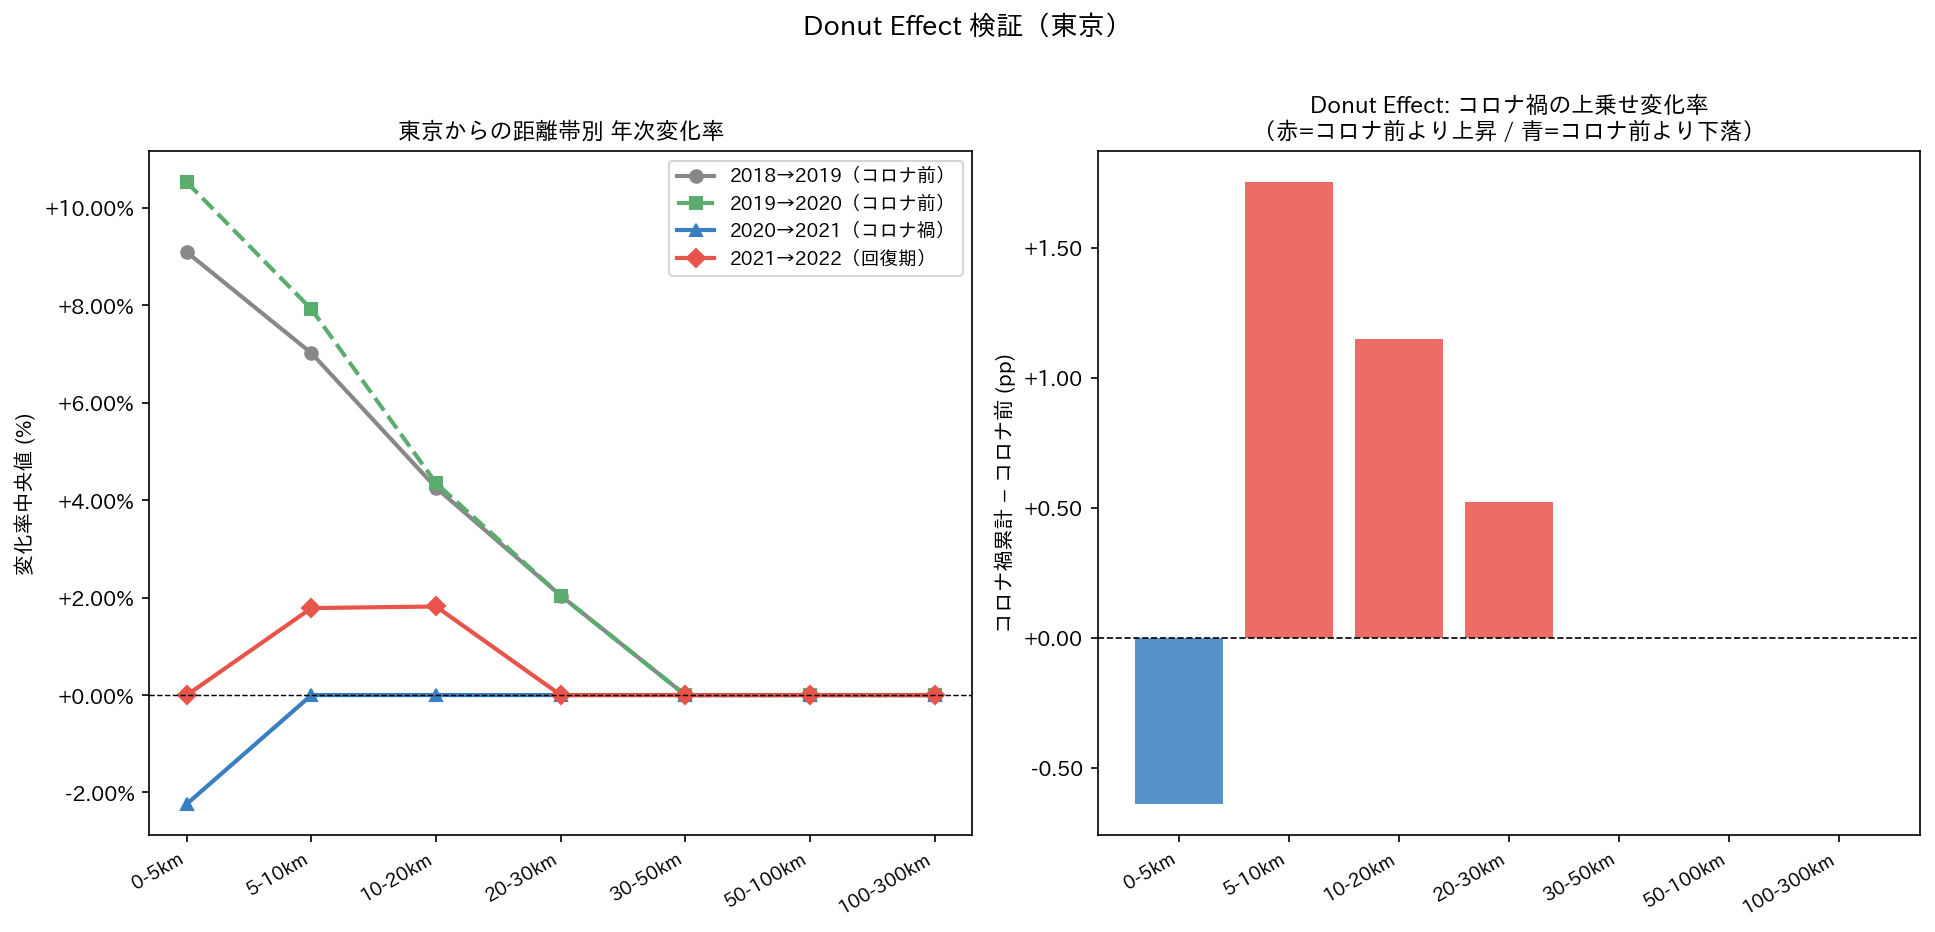 Donut Effect 検証（東京）
東京からの距離帯別 年次変化率
変化率中央値 (%)
+10.00%
+8.00%
+6.00%
+4.00%
+2.00%
+0.00%
-2.00%
2018→2019（コロナ前）
2019→2020（コロナ前）
2020→2021（コロナ禍）
2021→2022（回復期）
0-5km
5-10km
10-20km
20-30km
30-50km
50-100km
100-300km
Donut Effect: コロナ禍の上乗せ変化率
（赤=コロナ前より上昇 / 青=コロナ前より下落）
コロナ禍累計 − コロナ前 (pp)
+1.50
+1.00
+0.50
+0.00
-0.50
0-5km
5-10km
10-20km
20-30km
30-50km
50-100km
100-300km